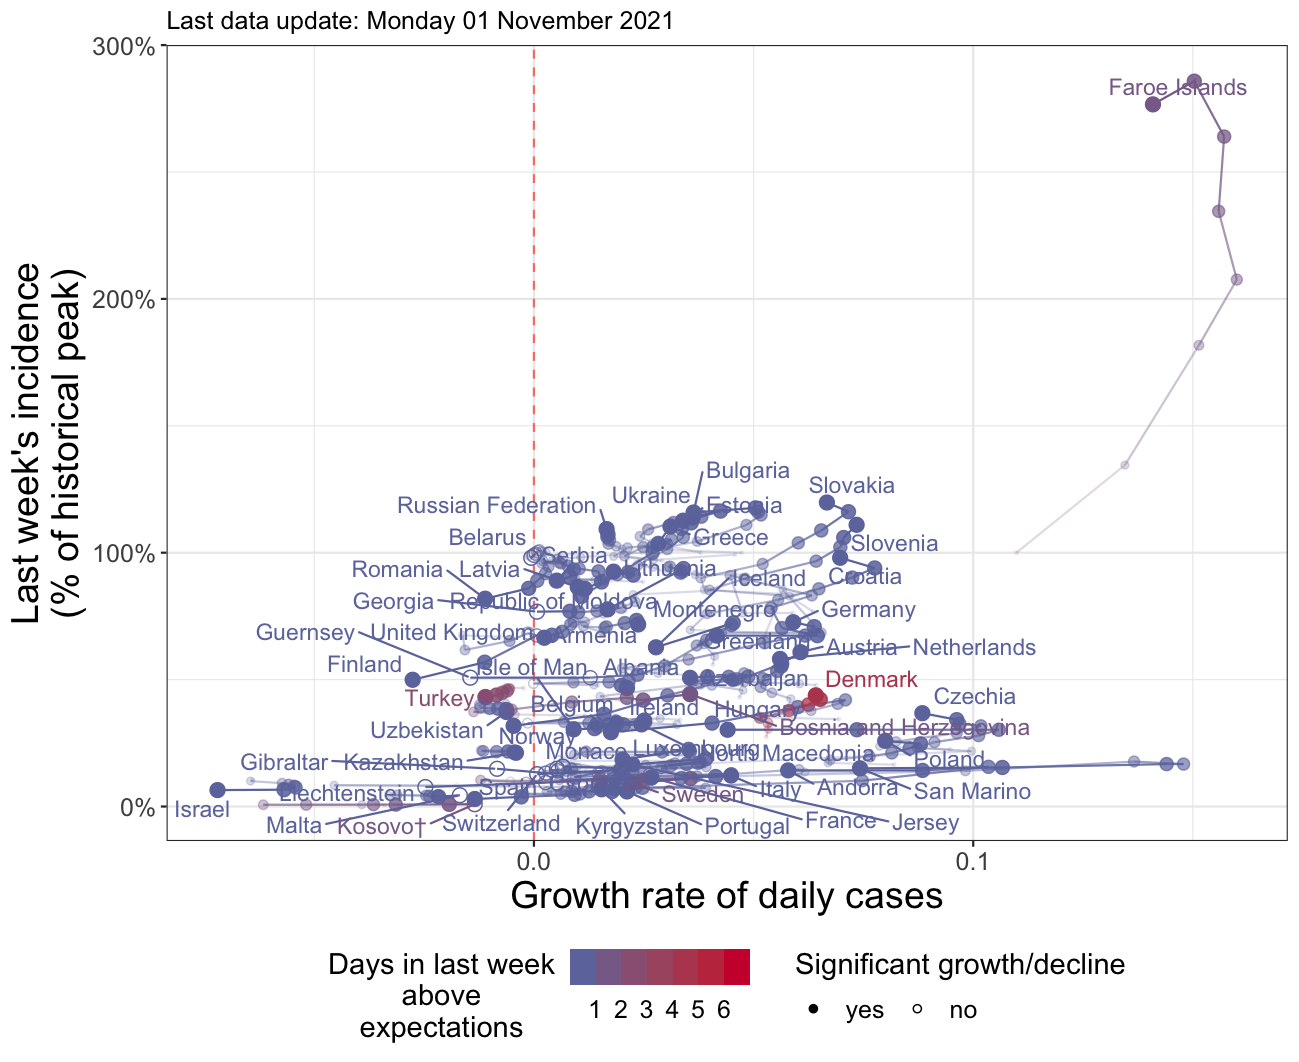 Last data update: Monday 01 November 2021
300%
200%
100%
0%
Last week's incidence
(% of historical peak)
Faroe Islands
Bulgaria
Slovakia
Ukraine
Russian Federation
Estonia
Belarus
Greece
Slovenia
Serbia
Romania
Latvia
Lithuania
Iceland
Croatia
Georgia
Republic of Moldova
Montenegro
Germany
Guernsey
United Kingdom
Armenia
Greenland
Austria
Netherlands
Finland
Isle of Man
Albania
Azerbaijan
Denmark
Turkey
Belgium
Ireland
Hungary
Czechia
Uzbekistan
Norway
Bosnia and Herzegovina
Gibraltar
Kazakhstan
Monaco
Luxembourg
North Macedonia
Poland
Israel
Liechtenstein
Spain
Sweden
Italy
Andorra
San Marino
Malta
Kosovo†
Switzerland
Kyrgyzstan
Portugal
France
Jersey
0.0
0.1
Growth rate of daily cases
Days in last week
above
expectations
1 2 3 4 5 6
Significant growth/decline
yes
no